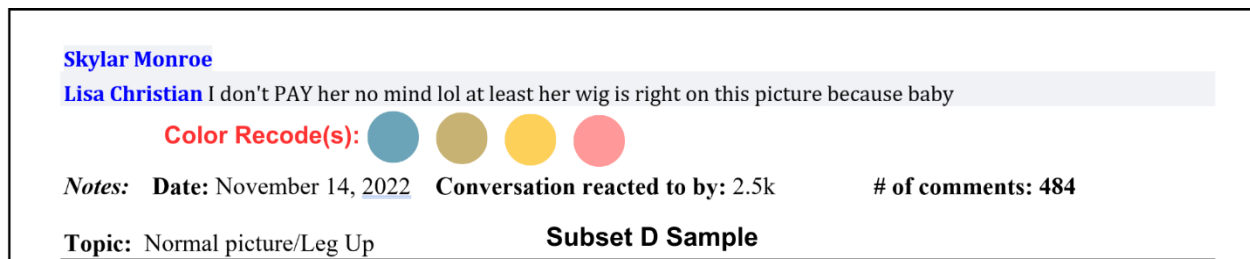 Skylar Monroe
Lisa Christian I don't PAY her no mind lol at least her wig is right on this picture because baby
Color Recode(s):
Notes: Date: November 14, 2022 Conversation reacted to by: 2.5k # of comments: 484
Topic: Normal picture/Leg Up Subset D Sample